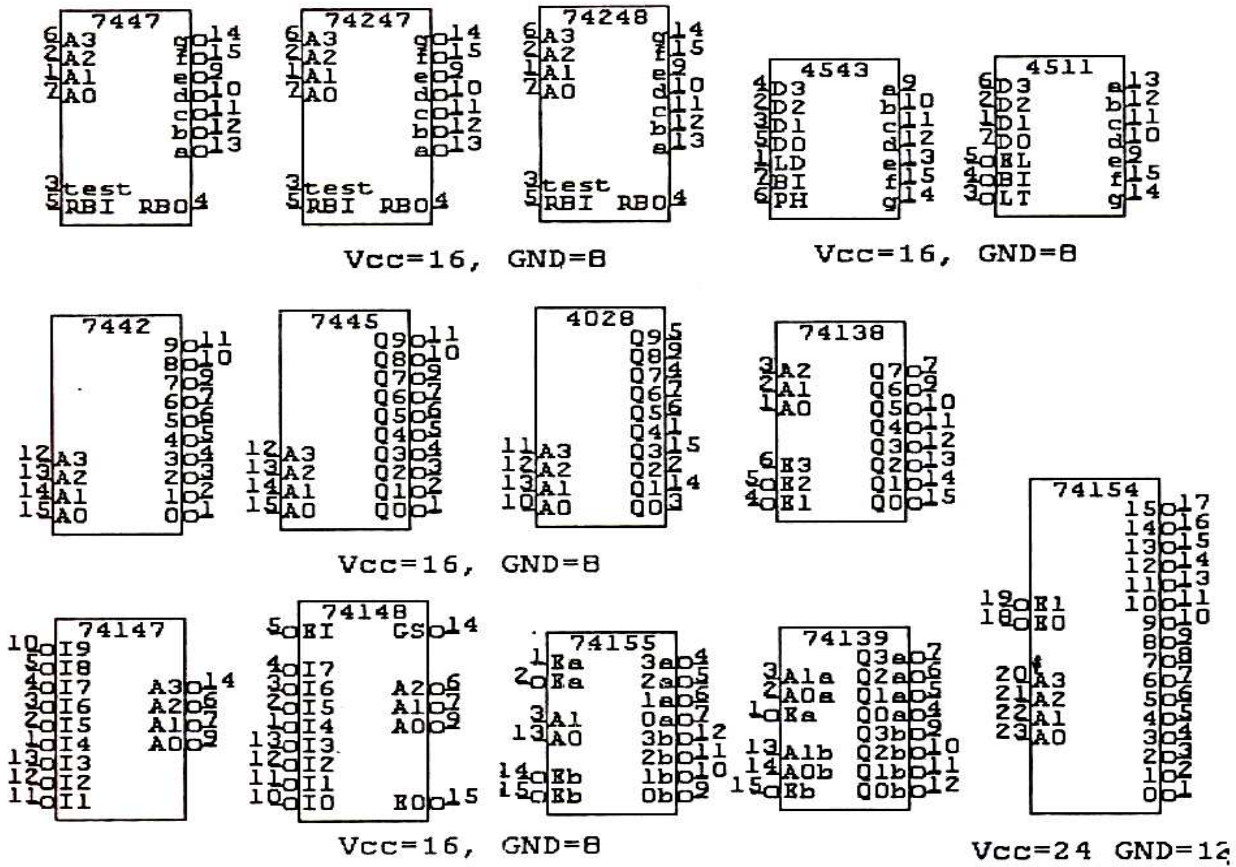 7447
6 A3 g 14
2 A2 f 15
1 A1 e 9
7 A0 d 10
c 11
b 12
a 13
3 test
5 RBI RBO 4
74247
6 A3 g 14
2 A2 f 15
1 A1 e 9
7 A0 d 10
c 11
b 12
a 13
3 test
5 RBI RBO 4
74248
6 A3 g 14
2 A2 f 15
1 A1 e 9
7 A0 d 10
c 11
b 12
a 13
3 test
5 RBI RBO 4
Vcc=16, GND=8
4543
4 D3 a 9
2 D2 b 10
3 D1 c 11
5 D0 d 12
1 LD e 13
7 BI f 15
6 PH g 14
4511
6 D3 a 13
2 D2 b 12
1 D1 c 11
7 D0 d 10
5 EL e 9
4 BI f 15
3 LT g 14
Vcc=16, GND=8
7442
9 11
8 10
7 9
6 7
5 6
4 5
12 A3 3 4
13 A2 2 3
14 A1 1 2
15 A0 0 1
7445
Q9 11
Q8 10
Q7 9
Q6 7
Q5 6
Q4 5
12 A3 Q3 4
13 A2 Q2 3
14 A1 Q1 2
15 A0 Q0 1
4028
Q9 5
Q8 9
Q7 4
Q6 7
Q5 6
Q4 1
11 A3 Q3 15
12 A2 Q2 2
13 A1 Q1 14
10 A0 Q0 3
74138
3 A2 Q7 7
2 A1 Q6 9
1 A0 Q5 10
Q4 11
Q3 12
6 E3 Q2 13
5 E2 Q1 14
4 E1 Q0 15
Vcc=16, GND=8
74147
10 I9
5 I8
4 I7 A3 14
3 I6 A2 6
2 I5 A1 7
1 I4 A0 9
13 I3
12 I2
11 I1
74148
5 EI GS 14
4 I7
3 I6 A2 6
2 I5 A1 7
1 I4 A0 9
13 I3
12 I2
11 I1
10 I0 EO 15
74155
1 Ea 3a 4
2 Ea 2a 5
1a 6
3 A1 0a 7
13 A0 3b 12
2b 11
14 Eb 1b 10
15 Eb 0b 9
74139
Q3a 7
3 A1a Q2a 6
2 A0a Q1a 5
1 Ea Q0a 4
Q3b 9
13 A1b Q2b 10
14 A0b Q1b 11
15 Eb Q0b 12
74154
15 17
14 16
13 15
12 14
11 13
19 E1 10 11
18 E0 9 10
8 9
7 8
20 A3 6 7
21 A2 5 6
22 A1 4 5
23 A0 3 4
2 3
1 2
0 1
Vcc=16, GND=8
Vcc=24 GND=12